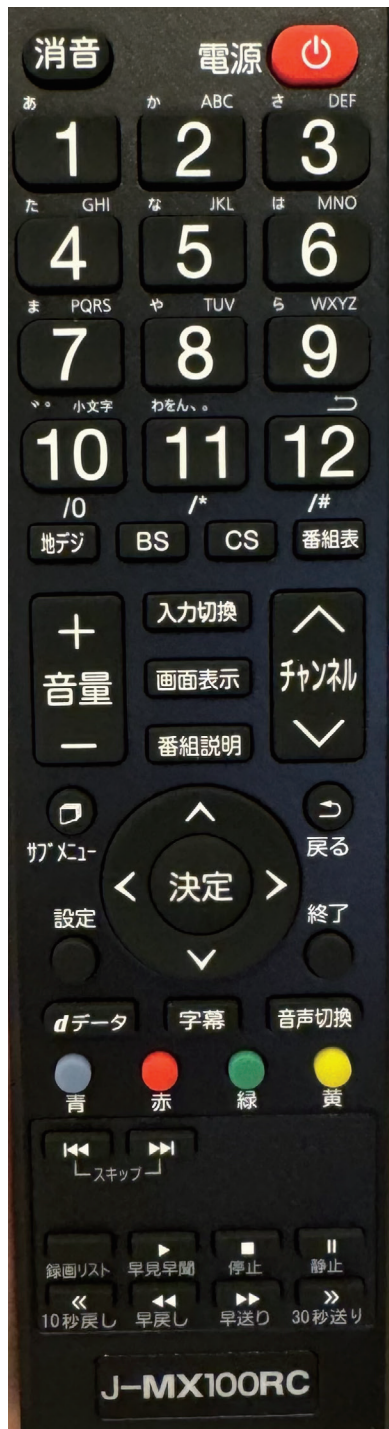 消音 電源
あ か ABC さ DEF
1 2 3
た GHI な JKL は MNO
4 5 6
ま PQRS や TUV ら WXYZ
7 8 9
゛゜ 小文字 わをん、。
10 11 12
/0 /* /#
地デジ BS CS 番組表
入力切換
+ 音量 − 画面表示 チャンネル
番組説明
サブメニュー 戻る
決定
設定 終了
dデータ 字幕 音声切換
青 赤 緑 黄
スキップ
録画リスト 早見早聞 停止 静止
10秒戻し 早戻し 早送り 30秒送り
J-MX100RC